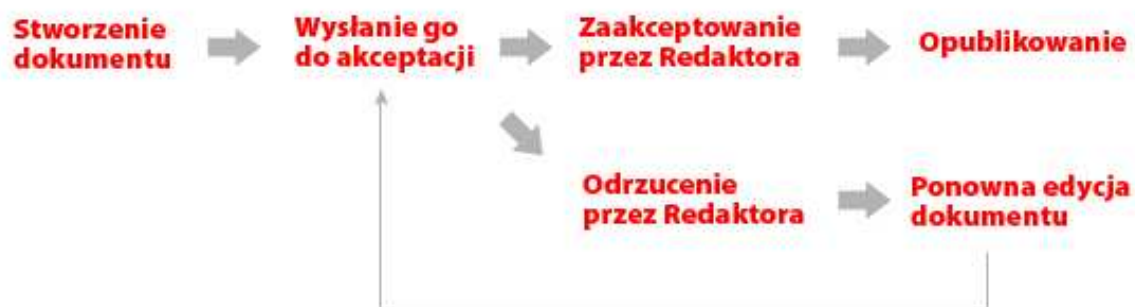 Stworzenie
dokumentu
Wysłanie go
do akceptacji
Zaakceptowanie
przez Redaktora
Opublikowanie
Odrzucenie
przez Redaktora
Ponowna edycja
dokumentu